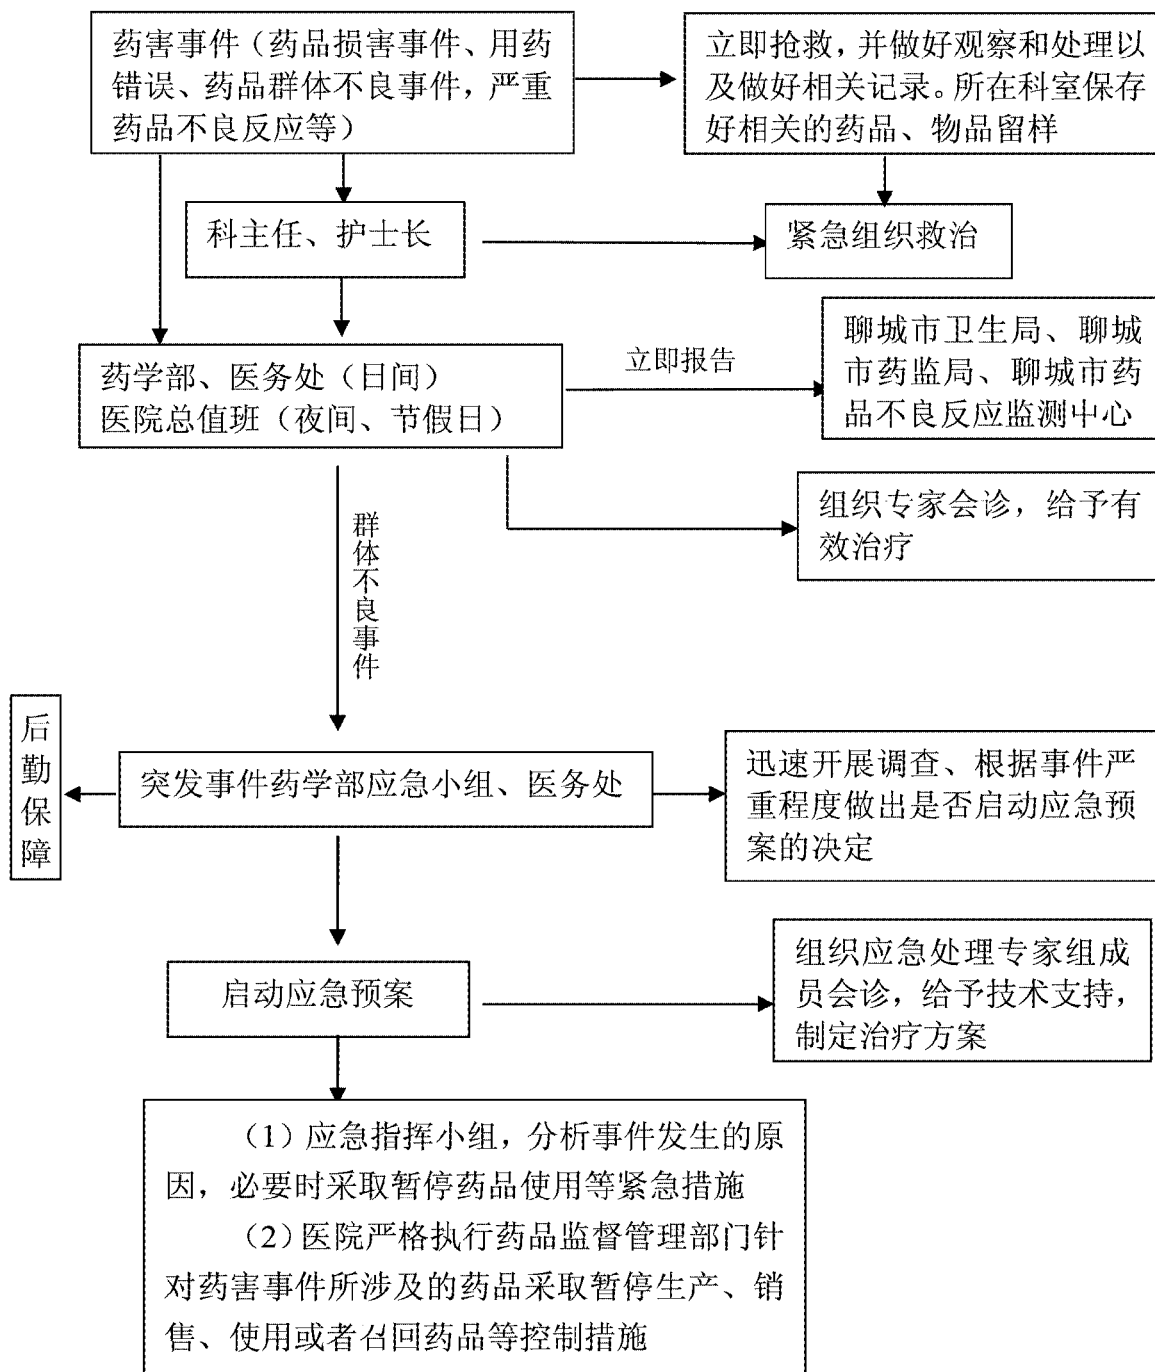 药害事件（药品损害事件、用药
错误、药品群体不良事件，严重
药品不良反应等）
立即抢救，并做好观察和处理以
及做好相关记录。所在科室保存
好相关的药品、物品留样
科主任、护士长
紧急组织救治
药学部、医务处（日间）
医院总值班（夜间、节假日）
立即报告
聊城市卫生局、聊城
市药监局、聊城市药
品不良反应监测中心
组织专家会诊，给予有
效治疗
群体不良事件
后勤保障
突发事件药学部应急小组、医务处
迅速开展调查、根据事件严
重程度做出是否启动应急预
案的决定
启动应急预案
组织应急处理专家组成
员会诊，给予技术支持，
制定治疗方案
（1）应急指挥小组，分析事件发生的原
因，必要时采取暂停药品使用等紧急措施
（2）医院严格执行药品监督管理部门针
对药害事件所涉及的药品采取暂停生产、销
售、使用或者召回药品等控制措施